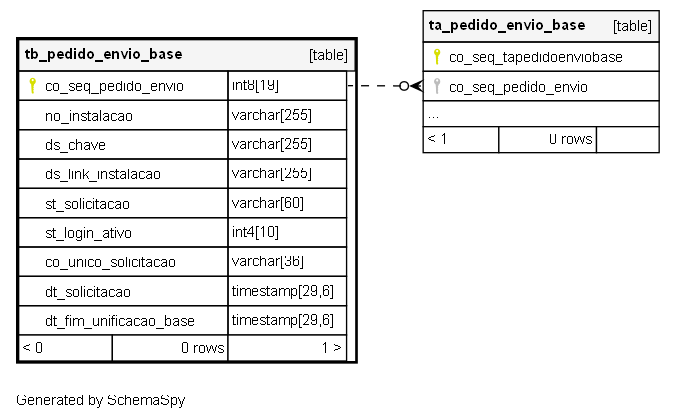 ta_pedido_envio_base [table]
co_seq_tapedidoenviobase
co_seq_pedido_envio
...
< 1 0 rows
tb_pedido_envio_base [table]
co_seq_pedido_envio int8[19]
no_instalacao varchar[255]
ds_chave varchar[255]
ds_link_instalacao varchar[255]
st_solicitacao varchar[60]
st_login_ativo int4[10]
co_unico_solicitacao varchar[36]
dt_solicitacao timestamp[29,6]
dt_fim_unificacao_base timestamp[29,6]
< 0 0 rows 1 >
Generated by SchemaSpy